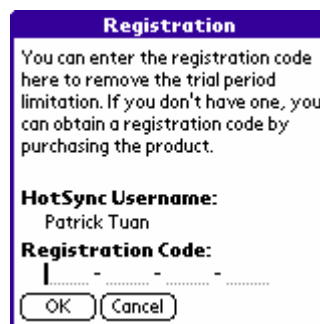 Registration
You can enter the registration code
here to remove the trial period
limitation. If you don't have one, you
can obtain a registration code by
purchasing the product.
HotSync Username:
Patrick Tuan
Registration Code:
- - -
OK Cancel